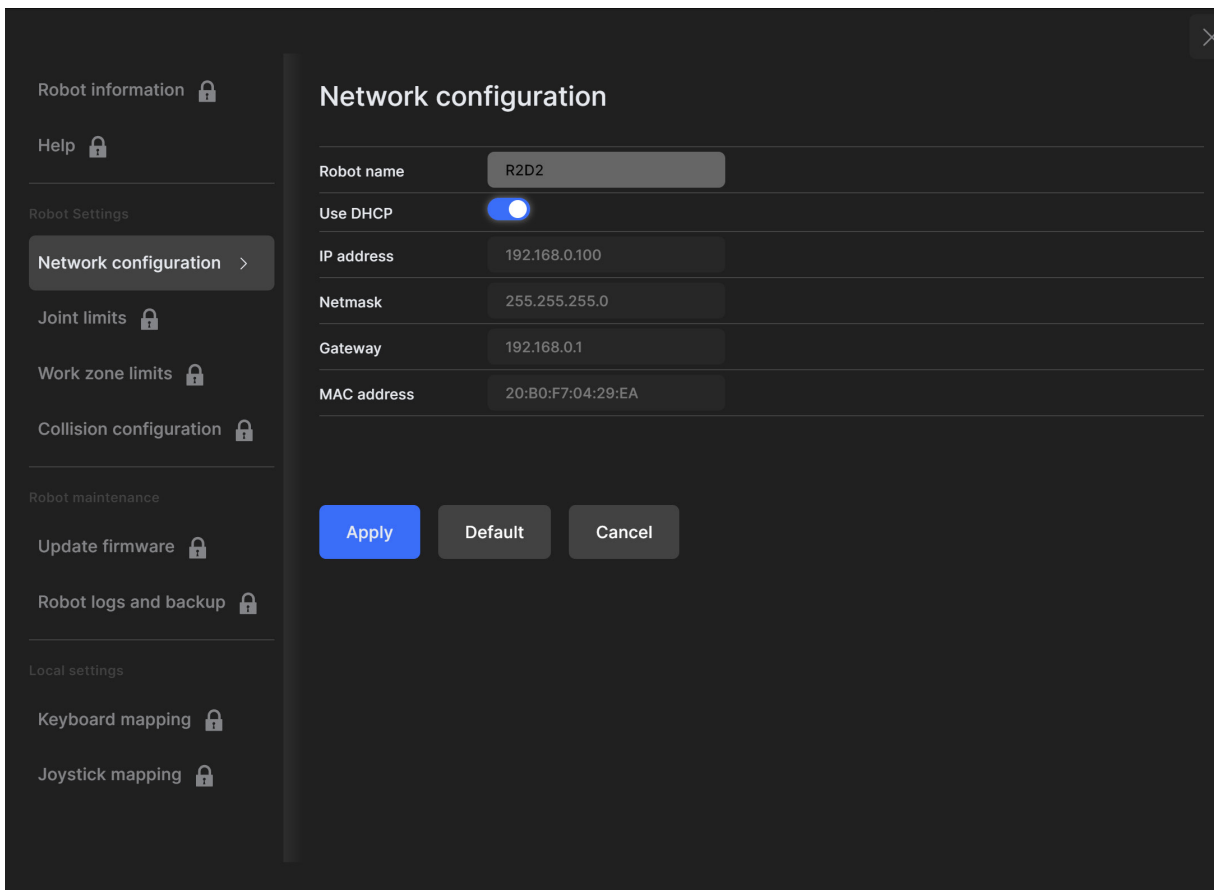 Robot information
Help
Robot Settings
Network configuration
Joint limits
Work zone limits
Collision configuration
Robot maintenance
Update firmware
Robot logs and backup
Local settings
Keyboard mapping
Joystick mapping
Network configuration
Robot name R2D2
Use DHCP
IP address 192.168.0.100
Netmask 255.255.255.0
Gateway 192.168.0.1
MAC address 20:B0:F7:04:29:EA
Apply Default Cancel